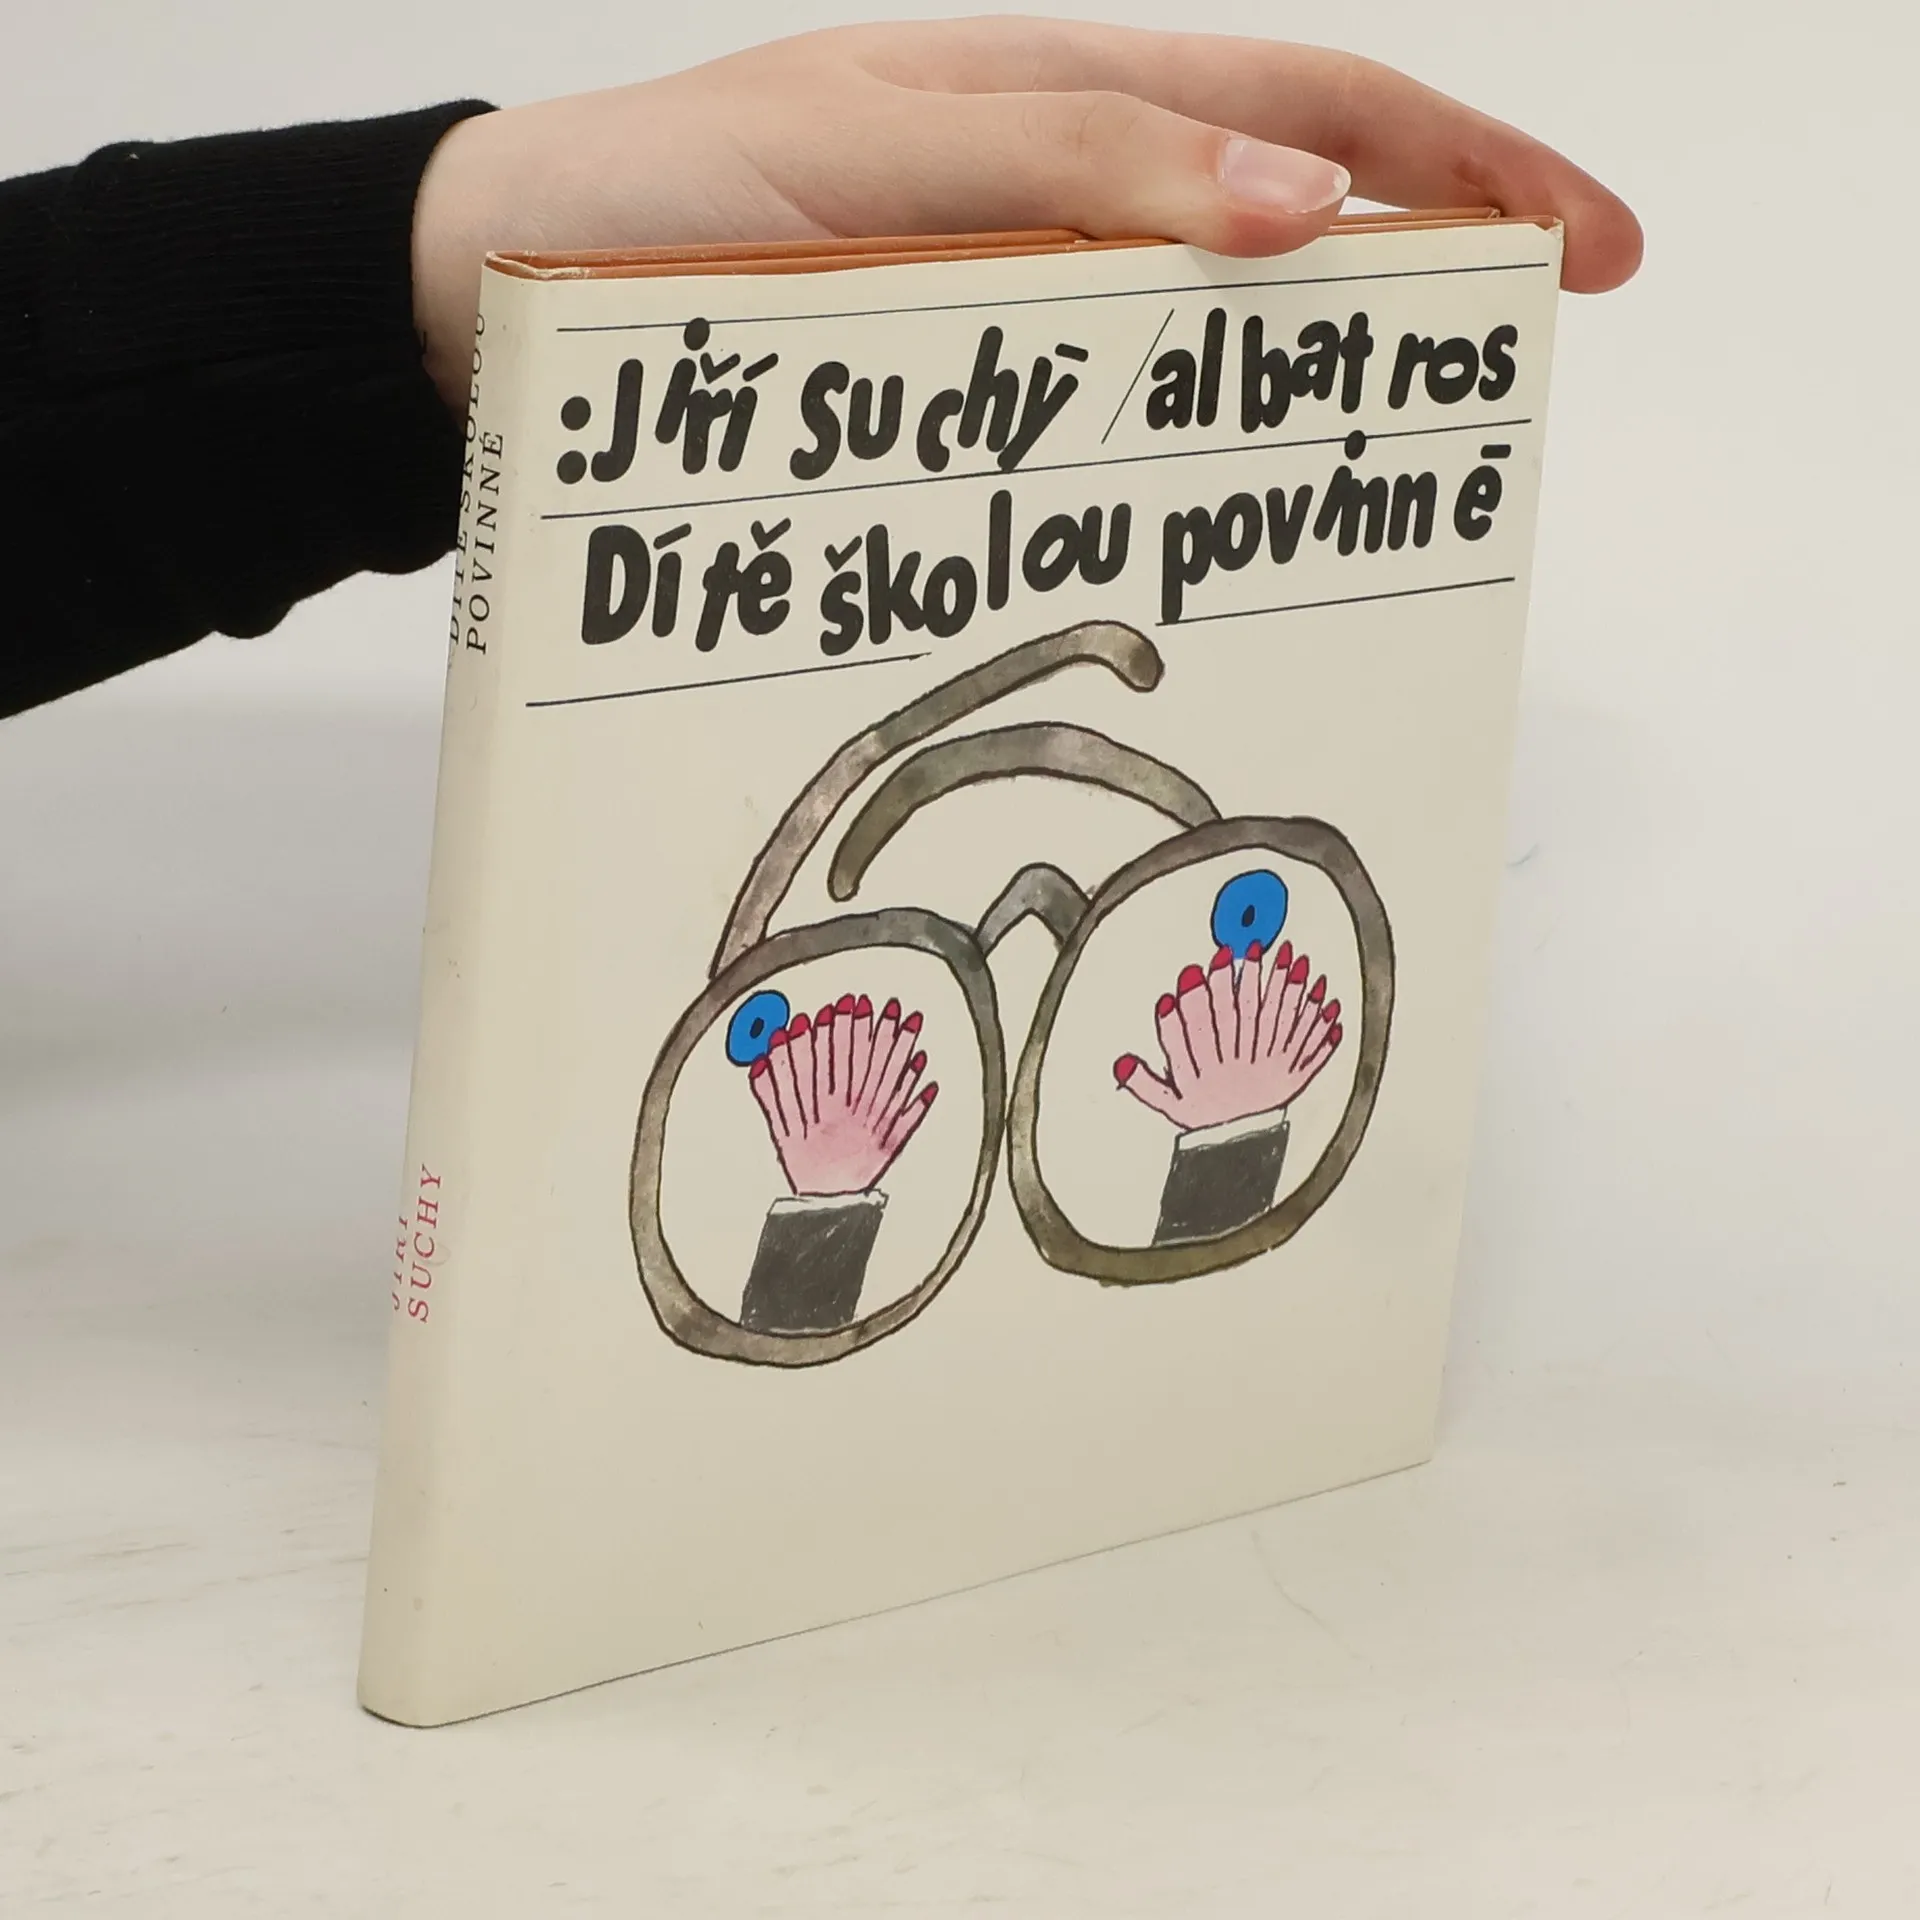 :Jiří Suchý / albatros
Dítě školou povinné
DÍTĚ ŠKOLOU
POVINNÉ
JIŘÍ
SUCHÝ